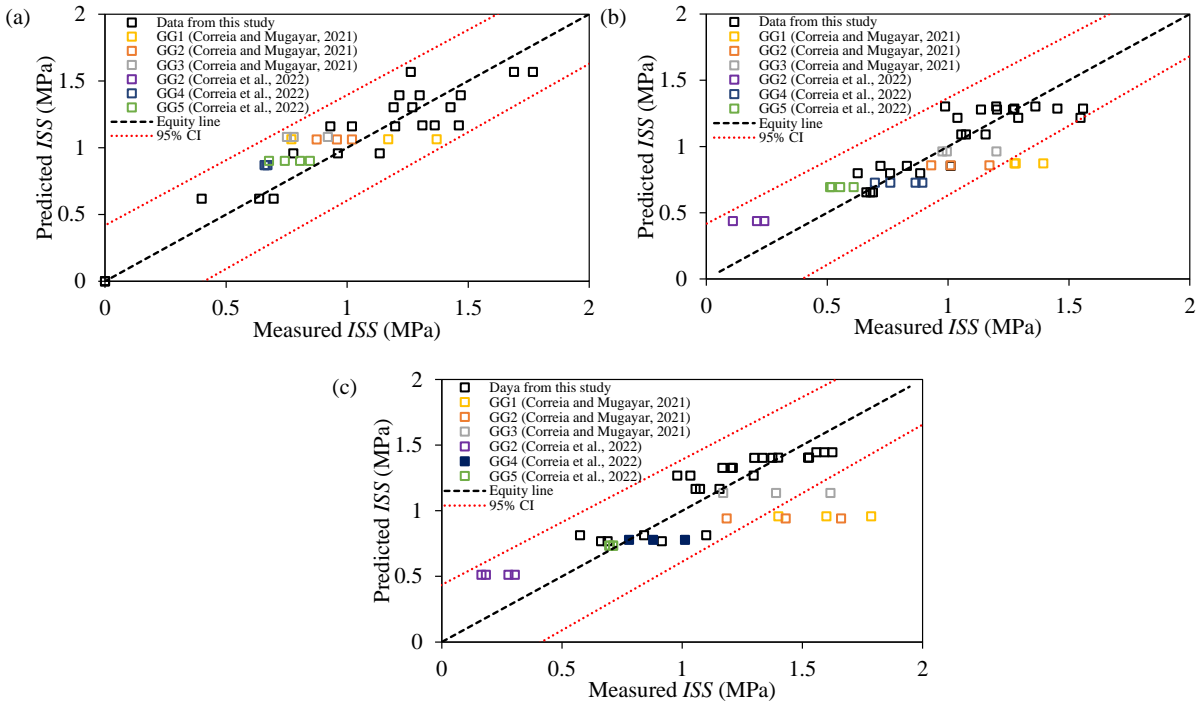 (a)
Predicted ISS (MPa)
2
1.5
1
0.5
0
Data from this study
GG1 (Correia and Mugayar, 2021)
GG2 (Correia and Mugayar, 2021)
GG3 (Correia and Mugayar, 2021)
GG2 (Correia et al., 2022)
GG4 (Correia et al., 2022)
GG5 (Correia et al., 2022)
Equity line
95% CI
0 0.5 1 1.5 2
Measured ISS (MPa)
(b)
Predicted ISS (MPa)
2
1.5
1
0.5
0
Data from this study
GG1 (Correia and Mugayar, 2021)
GG2 (Correia and Mugayar, 2021)
GG3 (Correia and Mugayar, 2021)
GG2 (Correia et al., 2022)
GG4 (Correia et al., 2022)
GG5 (Correia et al., 2022)
Equity line
95% CI
0 0.5 1 1.5 2
Measured ISS (MPa)
(c)
Predicted ISS (MPa)
2
1.5
1
0.5
0
Daya from this study
GG1 (Correia and Mugayar, 2021)
GG2 (Correia and Mugayar, 2021)
GG3 (Correia and Mugayar, 2021)
GG2 (Correia et al., 2022)
GG4 (Correia et al., 2022)
GG5 (Correia et al., 2022)
Equity line
95% CI
0 0.5 1 1.5 2
Measured ISS (MPa)